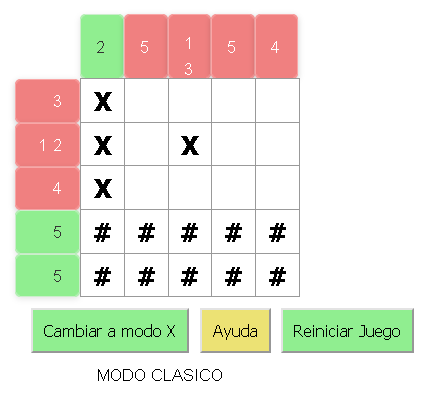 2 5 1 5 4
3
3 X
1 2 X X
4 X
5 # # # # #
5 # # # # #
Cambiar a modo X Ayuda Reiniciar Juego
MODO CLASICO